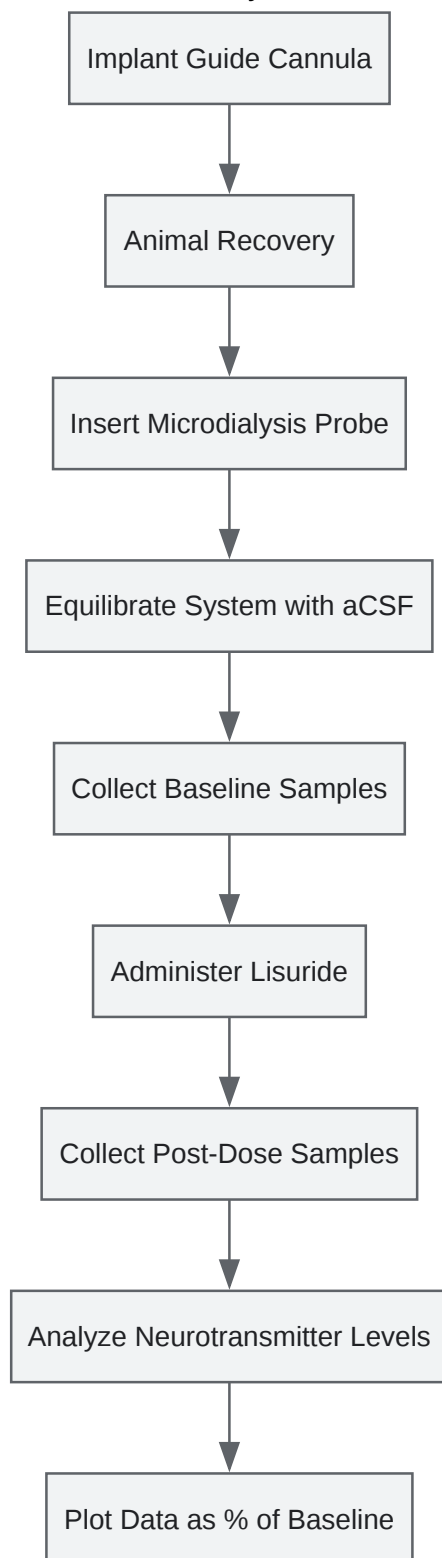 Implant Guide Cannula
Animal Recovery
Insert Microdialysis Probe
Equilibrate System with aCSF
Collect Baseline Samples
Administer Lisuride
Collect Post-Dose Samples
Analyze Neurotransmitter Levels
Plot Data as % of Baseline